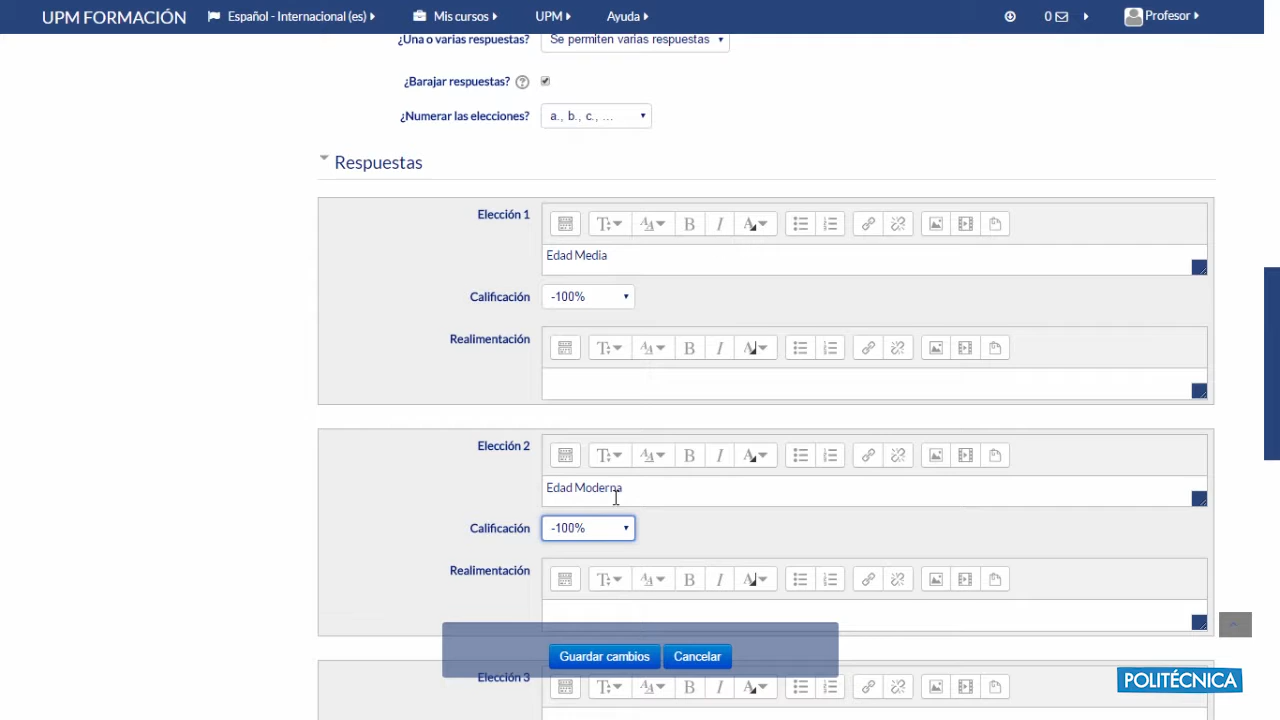 UPM FORMACIÓN Español - Internacional (es) Mis cursos UPM Ayuda 0 Profesor
¿Una o varias respuestas? Se permiten varias respuestas
¿Barajar respuestas?
¿Numerar las elecciones? a., b., c., ...
Respuestas
Elección 1
Edad Media
Calificación -100%
Realimentación
Elección 2
Edad Moderna
Calificación -100%
Realimentación
Guardar cambios Cancelar
Elección 3
POLITÉCNICA